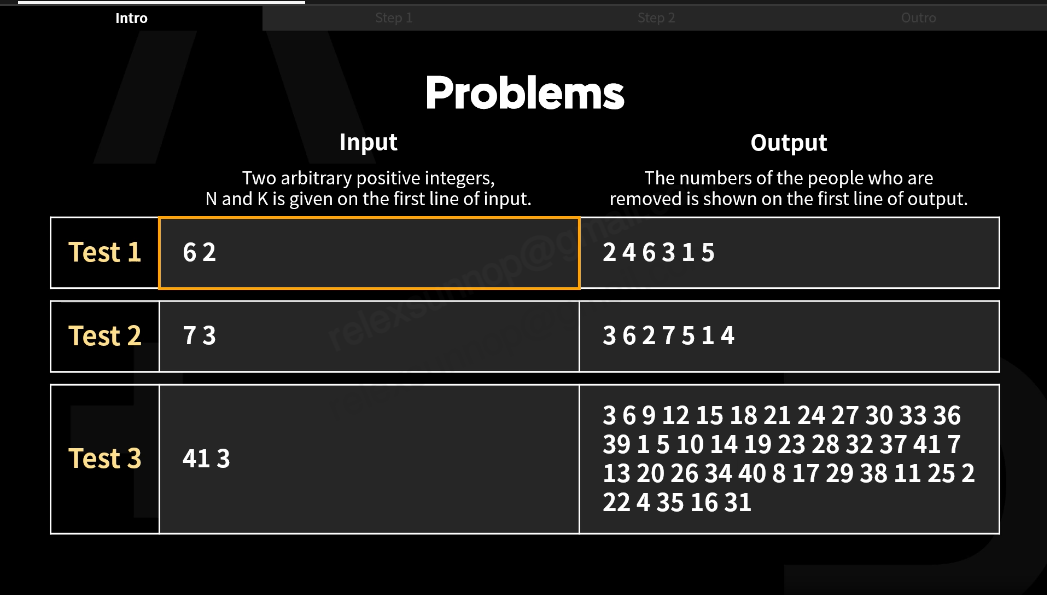 Intro
Step 1
Step 2
Outro
Problems
Input
Output
Two arbitrary positive integers,
N and K is given on the first line of input.
The numbers of the people who are
removed is shown on the first line of output.
Test 1
6 2
2 4 6 3 1 5
Test 2
7 3
3 6 2 7 5 1 4
Test 3
41 3
3 6 9 12 15 18 21 24 27 30 33 36
39 1 5 10 14 19 23 28 32 37 41 7
13 20 26 34 40 8 17 29 38 11 25 2
22 4 35 16 31